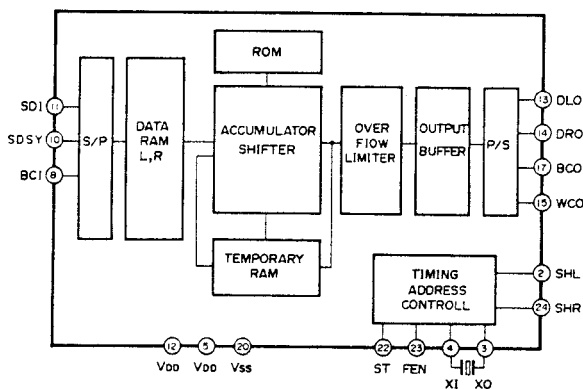 ROM
SDI 11
SDSY 10
BCI 8
S/P
DATA
RAM
L,R
ACCUMULATOR
SHIFTER
OVER
FLOW
LIMITER
OUTPUT
BUFFER
P/S
13 DLO
14 DRO
17 BCO
15 WCO
TEMPORARY
RAM
TIMING
ADDRESS
CONTROLL
2 SHL
24 SHR
12 5 20 22 23 4 3
VDD VDD VSS ST FEN XI XO